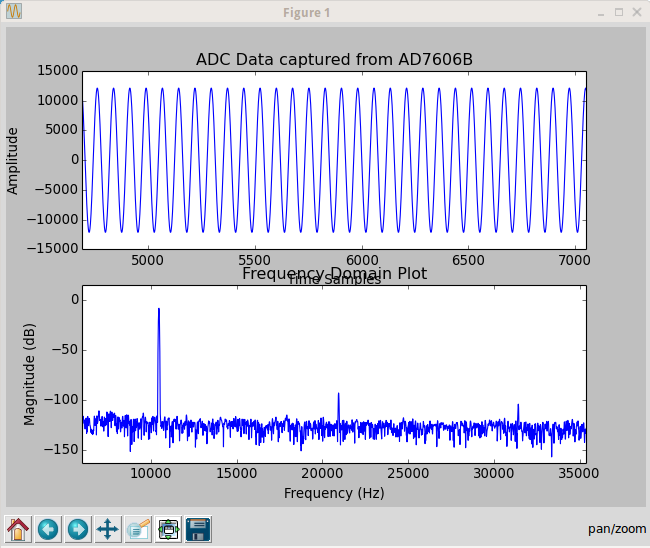 Figure 1
ADC Data captured from AD7606B
15000
10000
5000
0
−5000
−10000
−15000
Amplitude
5000 5500 6000 6500 7000
Time Samples
Frequency Domain Plot
0
−50
−100
−150
Magnitude (dB)
10000 15000 20000 25000 30000 35000
Frequency (Hz)
pan/zoom